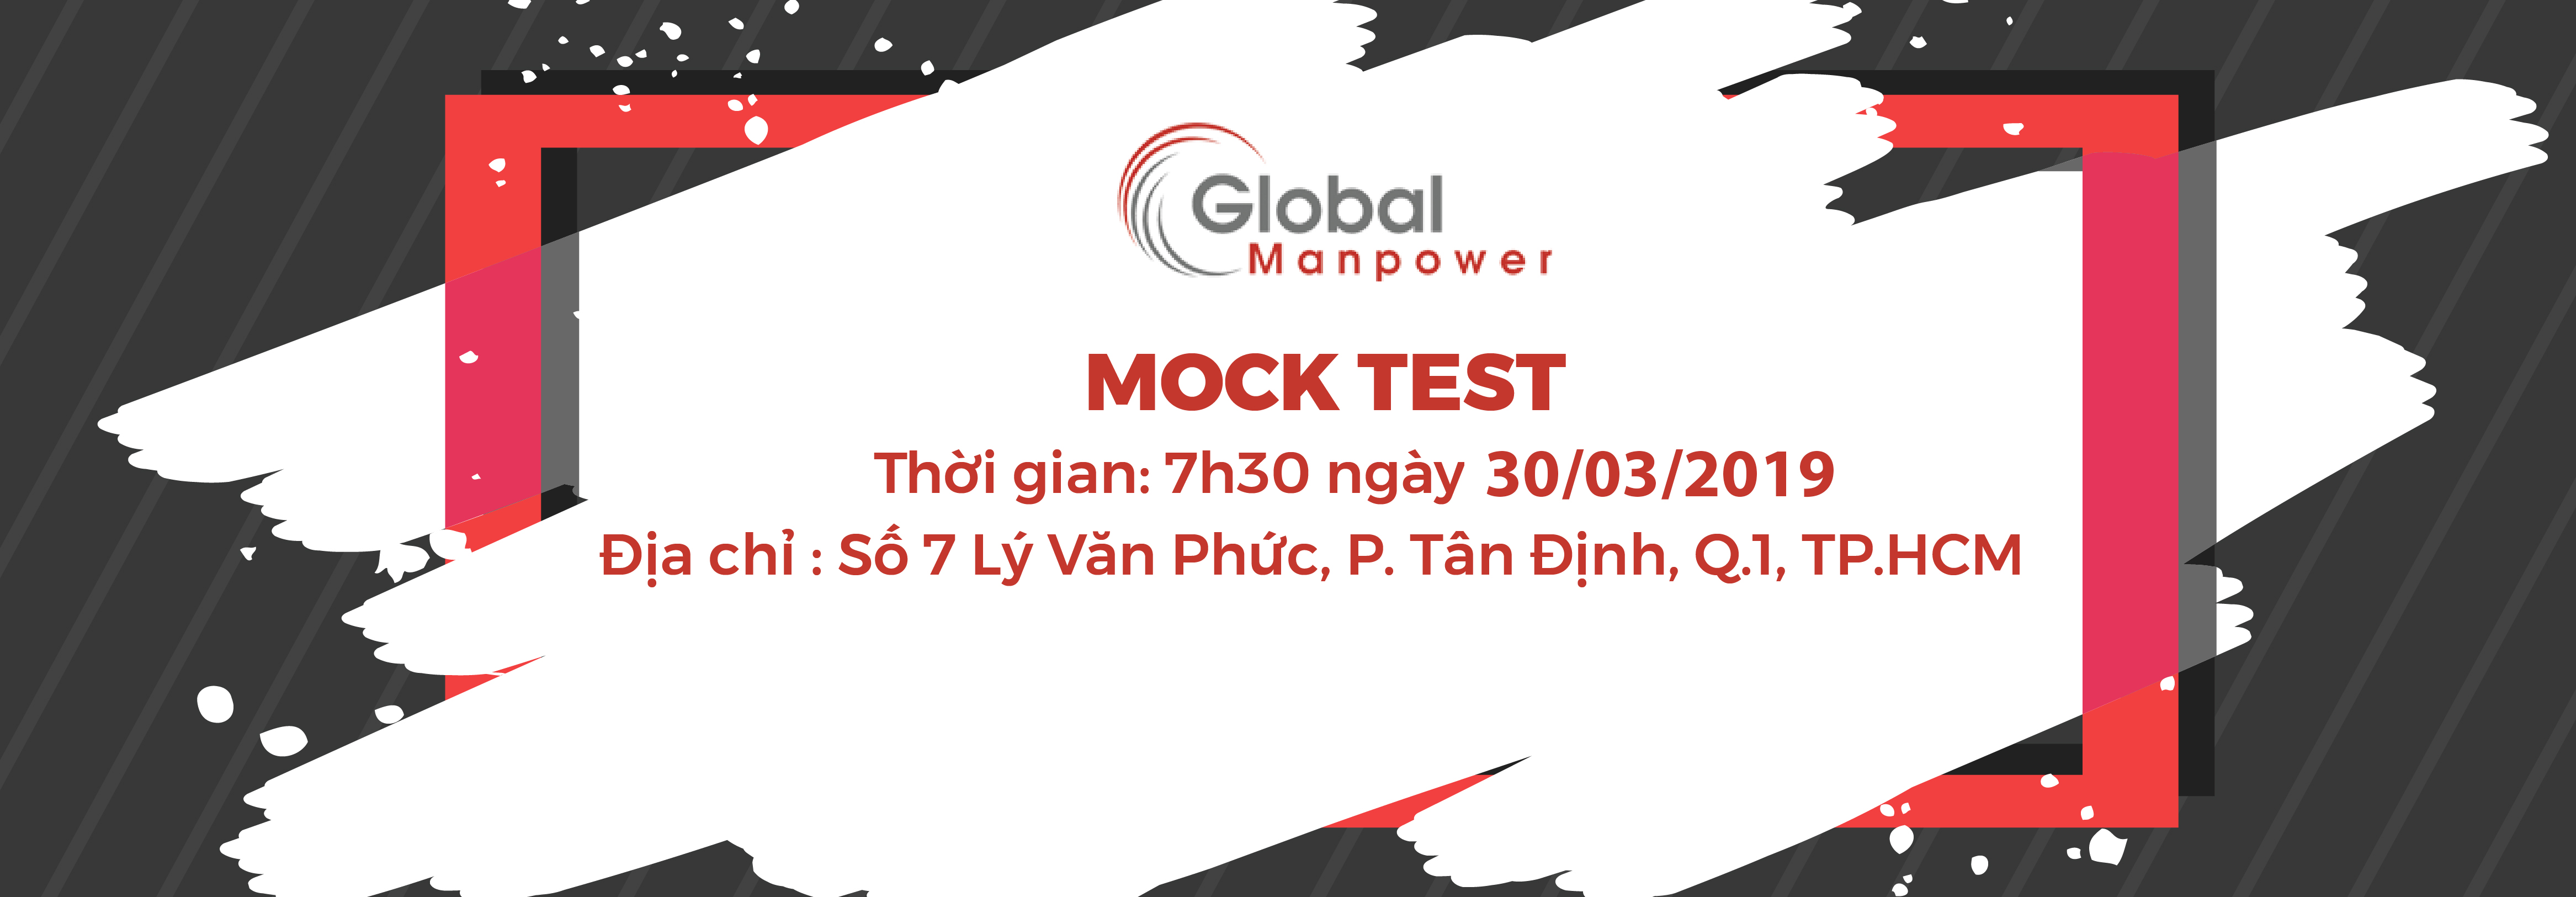 Global
Manpower
MOCK TEST
Thời gian: 7h30 ngày 30/03/2019
Địa chỉ : Số 7 Lý Văn Phức, P. Tân Định, Q.1, TP.HCM